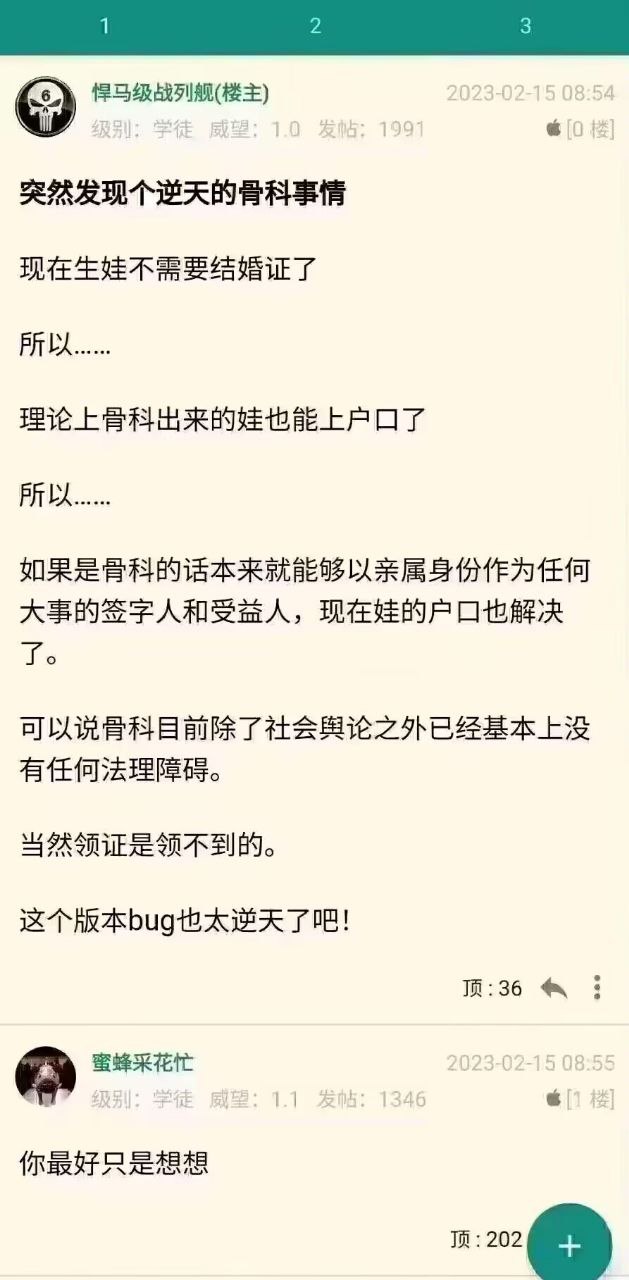 1 2 3
悍马级战列舰(楼主) 2023-02-15 08:54
级别：学徒 威望：1.0 发帖：1991 [0 楼]
突然发现个逆天的骨科事情
现在生娃不需要结婚证了
所以……
理论上骨科出来的娃也能上户口了
所以……
如果是骨科的话本来就能够以亲属身份作为任何
大事的签字人和受益人，现在娃的户口也解决
了。
可以说骨科目前除了社会舆论之外已经基本上没
有任何法理障碍。
当然领证是领不到的。
这个版本bug也太逆天了吧！
顶 : 36
蜜蜂采花忙 2023-02-15 08:55
级别：学徒 威望：1.1 发帖：1346 [1 楼]
你最好只是想想
顶 : 202